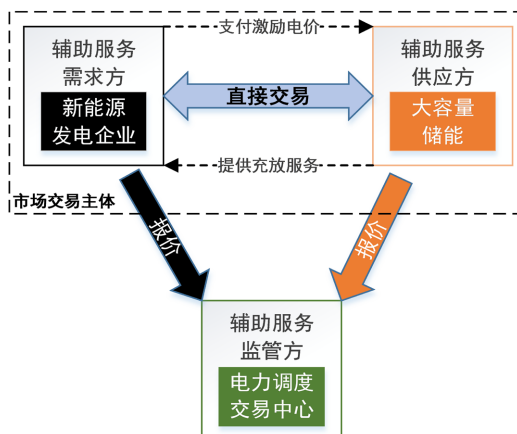 支付激励电价
辅助服务
需求方
新能源
发电企业
直接交易
辅助服务
供应方
大容量
储能
提供充放服务
市场交易主体
报价
报价
辅助服务
监管方
电力调度
交易中心